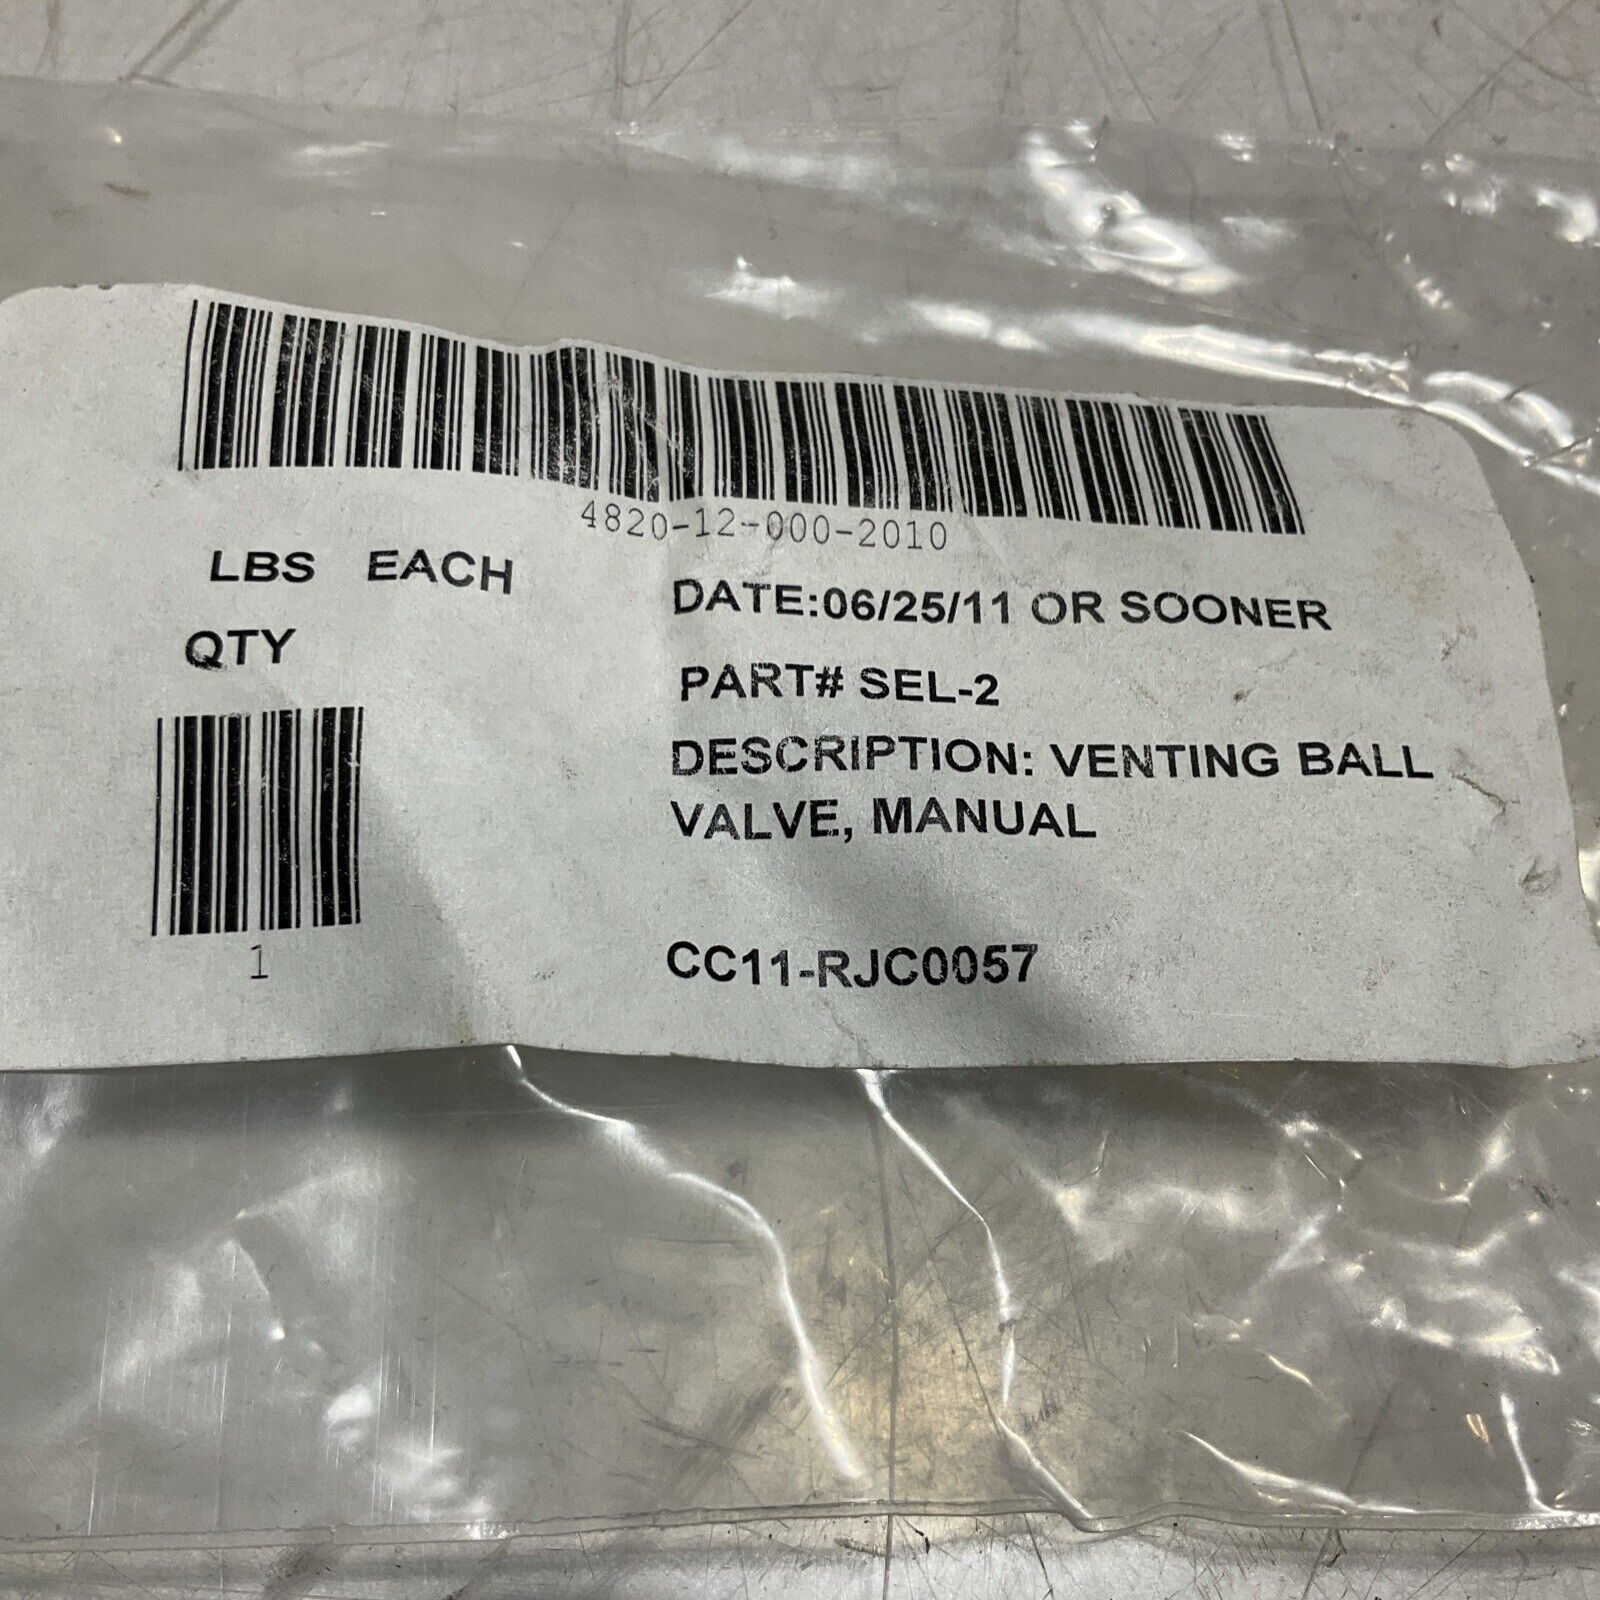 4820-12-000-2010
LBS EACH
QTY
1
DATE:06/25/11 OR SOONER
PART# SEL-2
DESCRIPTION: VENTING BALL
VALVE, MANUAL
CC11-RJC0057